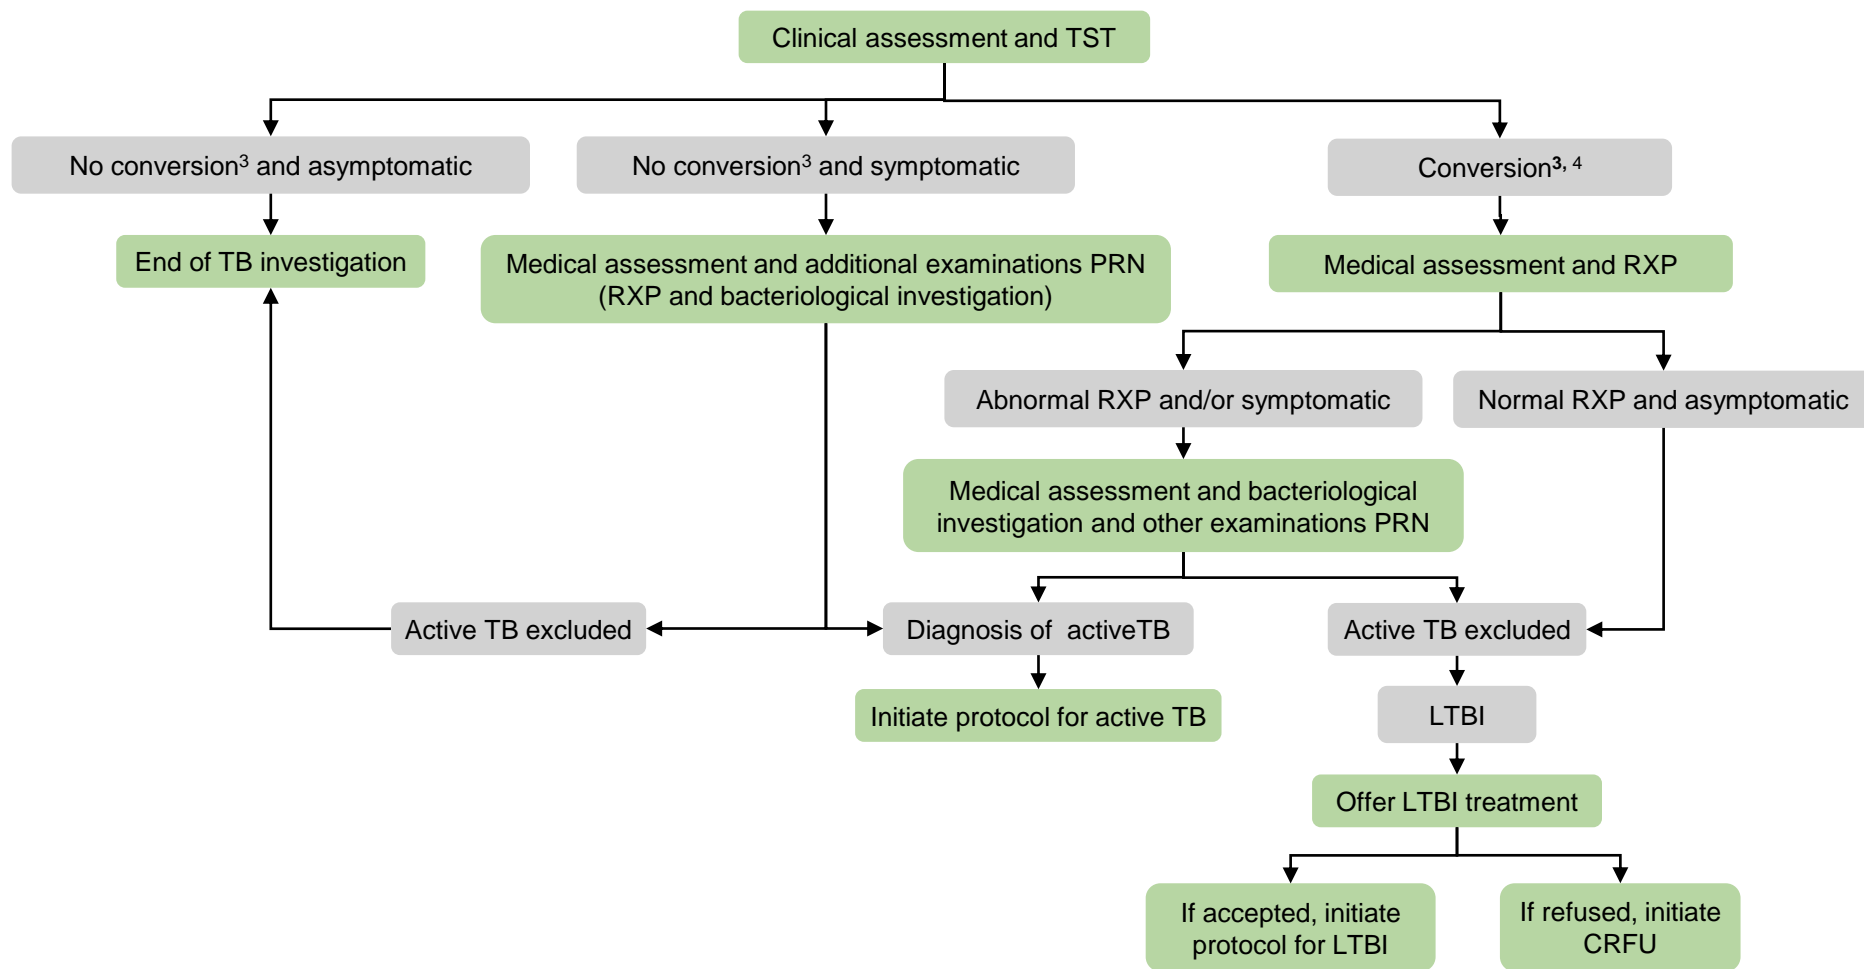 Clinical assessment and TST
No conversion³ and asymptomatic
No conversion³ and symptomatic
Conversion³, ⁴
End of TB investigation
Medical assessment and additional examinations PRN
(RXP and bacteriological investigation)
Medical assessment and RXP
Abnormal RXP and/or symptomatic
Normal RXP and asymptomatic
Medical assessment and bacteriological
investigation and other examinations PRN
Active TB excluded
Diagnosis of activeTB
Active TB excluded
Initiate protocol for active TB
LTBI
Offer LTBI treatment
If accepted, initiate
protocol for LTBI
If refused, initiate
CRFU